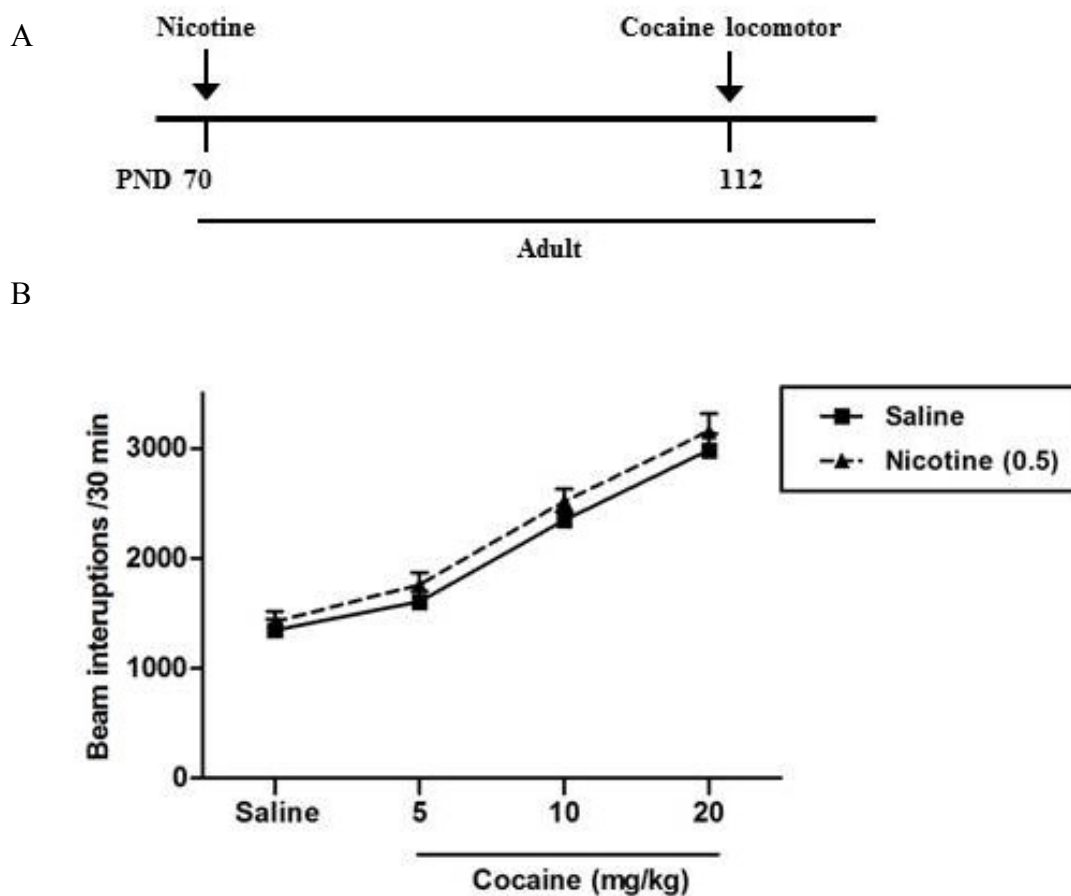 A
Nicotine
Cocaine locomotor
PND 70
112
Adult
B
Beam interuptions /30 min
3000
2000
1000
0
Saline
Nicotine (0.5)
Saline 5 10 20
Cocaine (mg/kg)